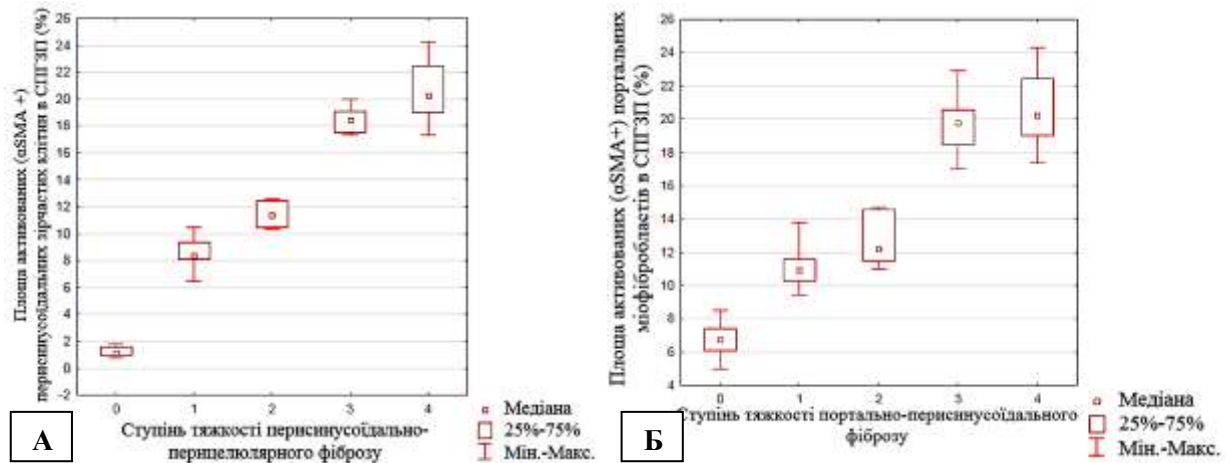 Площа активованих (αSMA +)
перисинусоїдальних зірчастих клітин в СПГЗП (%)
26
24
22
20
18
16
14
12
10
8
6
4
2
0
-2
0 1 2 3 4
Ступінь тяжкості перисинусоїдально-
перицелюлярного фіброзу
А
Медіана
25%-75%
Мін.-Макс.
Площа активованих (αSMA+) портальних
міофібробластів в СПГЗП (%)
26
24
22
20
18
16
14
12
10
8
6
4
0 1 2 3 4
Ступінь тяжкості портально-перисинусоїдального
фіброзу
Б
Медіана
25%-75%
Мін.-Макс.